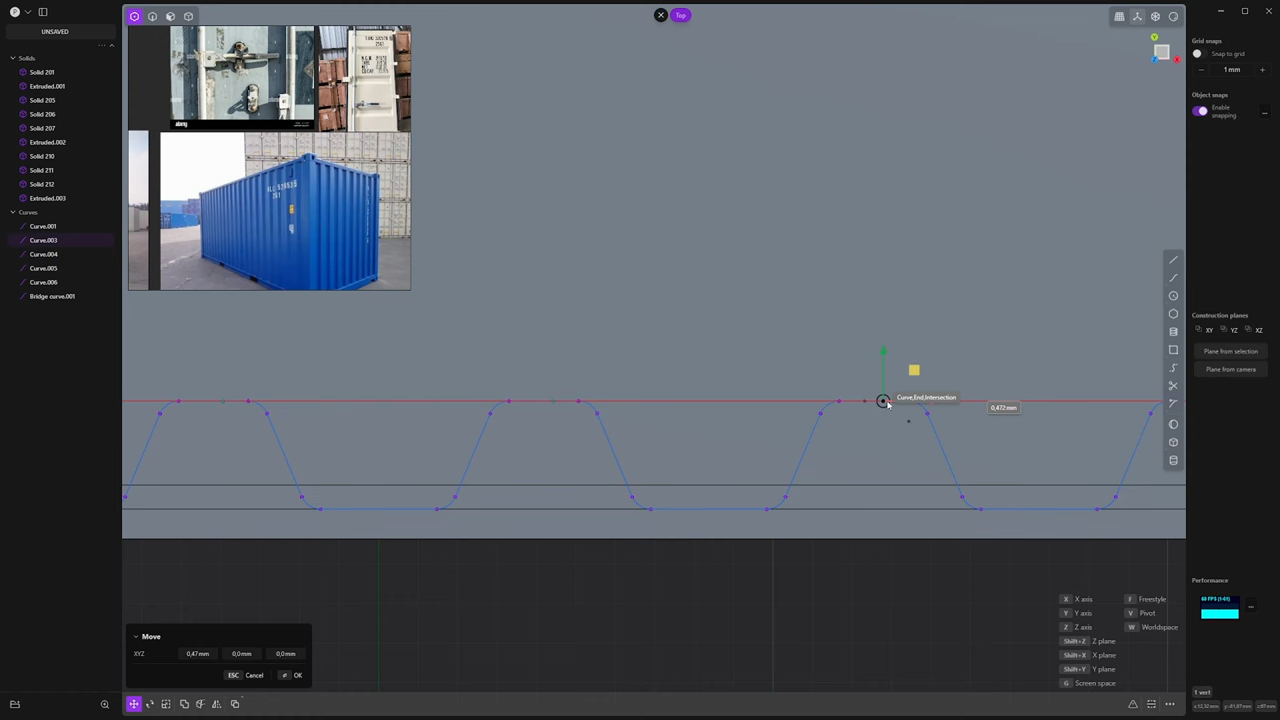 P
UNSAVED
Solids
Solid 201
Extruded.001
Solid 205
Solid 206
Solid 207
Extruded.002
Solid 210
Solid 211
Solid 212
Extruded.003
Curves
Curve.001
Curve.003
Curve.004
Curve.005
Curve.006
Bridge curve.001
alamy
Top
Y
Z
X
Curve,End,Intersection
0,472 mm
Move
XYZ
0,47 mm
0,0 mm
0,0 mm
ESC Cancel
OK
X X axis
F Freestyle
Y Y axis
V Pivot
Z Z axis
W Worldspace
Shift+Z Z plane
Shift+X X plane
Shift+Y Y plane
G Screen space
Grid snaps
Snap to grid
1 mm
Object snaps
Enable
snapping
Construction planes
XY YZ XZ
Plane from selection
Plane from camera
Performance
1 vert